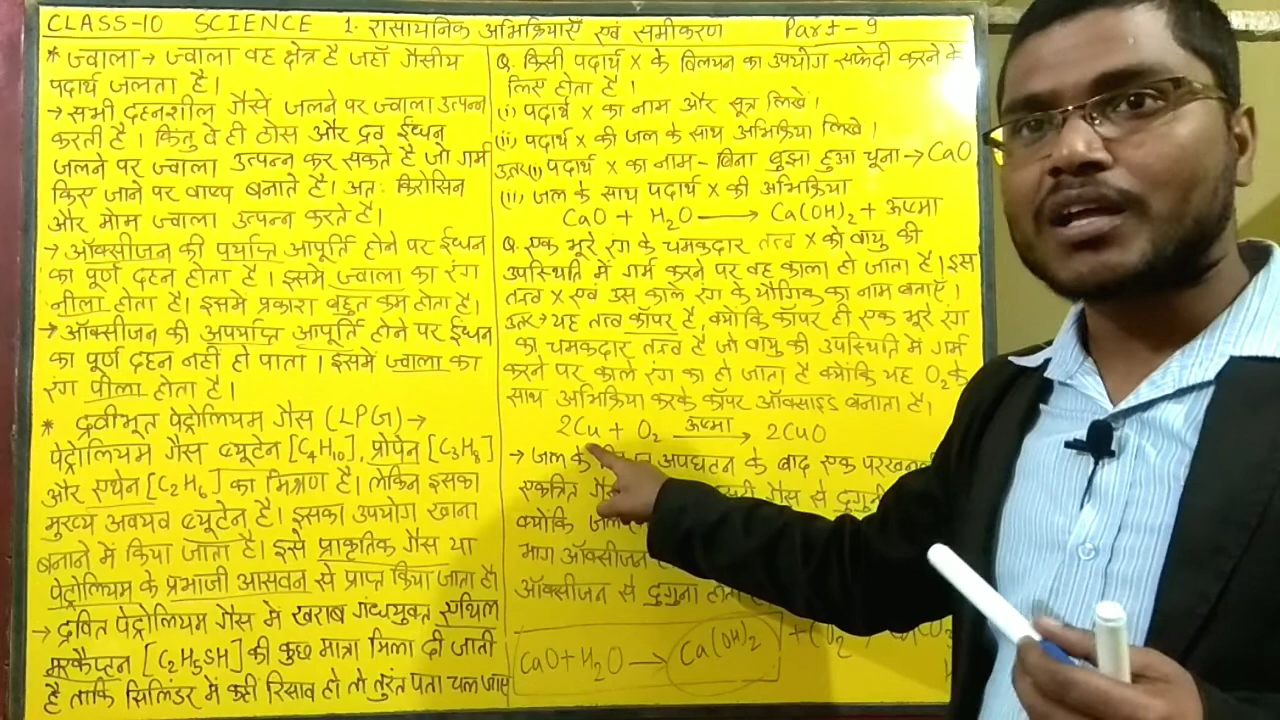 CLASS-10 SCIENCE 1. रासायनिक अभिक्रियाएँ एवं समीकरण Part-9
* ज्वाला → ज्वाला वह क्षेत्र है जहाँ गैसीय
पदार्थ जलता है।
→ सभी दहनशील गैसें जलने पर ज्वाला उत्पन्न
करती है। किंतु वे ही ठोस और द्रव ईंधन
जलने पर ज्वाला उत्पन्न कर सकते है जो गर्म
किए जाने पर वाष्प बनाते है। अतः किरोसिन
और मोम ज्वाला उत्पन्न करते है।
→ ऑक्सीजन की पर्याप्त आपूर्ति होने पर ईंधन
का पूर्ण दहन होता है। इसमें ज्वाला का रंग
नीला होता है। इसमें प्रकाश बहुत कम होता है।
→ ऑक्सीजन की अपर्याप्त आपूर्ति होने पर ईंधन
का पूर्ण दहन नहीं हो पाता। इसमें ज्वाला का
रंग पीला होता है।
* द्रवीभूत पेट्रोलियम गैस (LPG) →
पेट्रोलियम गैस ब्यूटेन [C₄H₁₀], प्रोपेन [C₃H₈]
और एथेन [C₂H₆] का मिश्रण है। लेकिन इसका
मुख्य अवयव ब्यूटेन है। इसका उपयोग खाना
बनाने में किया जाता है। इसे प्राकृतिक गैस या
पेट्रोलियम के प्रभाजी आसवन से प्राप्त किया जाता है।
→ द्रवित पेट्रोलियम गैस में खराब गंधयुक्त एथिल
मरकैप्टन [C₂H₅SH] की कुछ मात्रा मिला दी जाती
है ताकि सिलिंडर में कहीं रिसाव हो तो तुरंत पता चल जाए
Q. किसी पदार्थ X के विलयन का उपयोग सफेदी करने के
लिए होता है।
(i) पदार्थ X का नाम और सूत्र लिखें।
(ii) पदार्थ X की जल के साथ अभिक्रिया लिखें।
उत्तर(i) पदार्थ X का नाम - बिना बुझा हुआ चूना → CaO
(ii) जल के साथ पदार्थ X की अभिक्रिया
CaO + H₂O ⟶ Ca(OH)₂ + ऊष्मा
Q. एक भूरे रंग के चमकदार तत्त्व X को वायु की
उपस्थिति में गर्म करने पर वह काला हो जाता है। इस
तत्त्व X एवं उस काले रंग के यौगिक का नाम बताएँ।
उत्तर → यह तत्त्व कॉपर है, क्योंकि कॉपर ही एक भूरे रंग
का चमकदार तत्त्व है जो वायु की उपस्थिति में गर्म
करने पर काले रंग का हो जाता है क्योंकि यह O₂ के
साथ अभिक्रिया करके कॉपर ऑक्साइड बनाता है।
2Cu + O₂ ⟶ ऊष्मा 2CuO
→ जल के अपघटन के बाद एक परखनली
एकत्रित गैस से दुगुनी
क्योंकि जल
भाग ऑक्सीजन
ऑक्सीजन से दुगुना होता है
CaO + H₂O ⟶ Ca(OH)₂ + CO₂